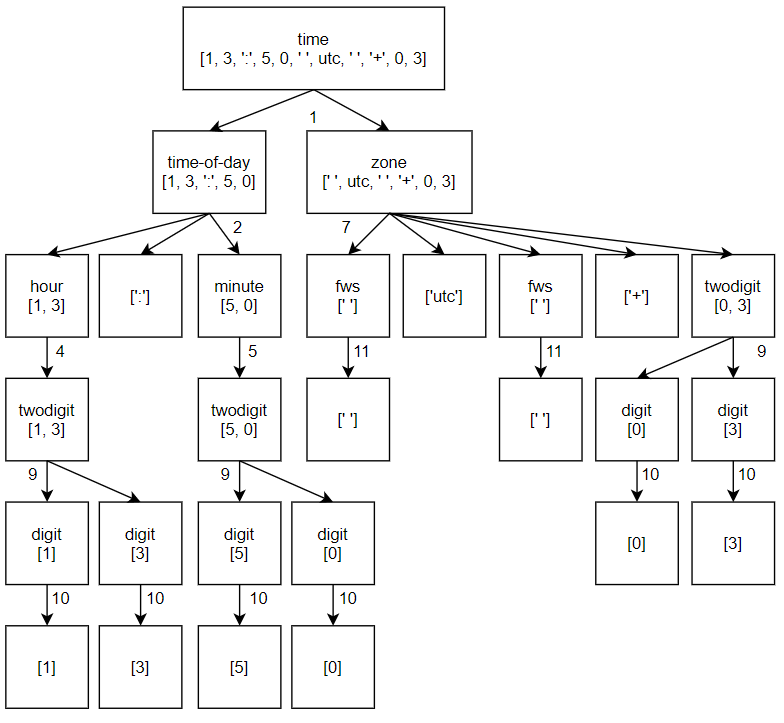 time
[1, 3, ':', 5, 0, ' ', utc, ' ', '+', 0, 3]
1
time-of-day
[1, 3, ':', 5, 0]
zone
[' ', utc, ' ', '+', 0, 3]
2
7
hour
[1, 3]
[':']
minute
[5, 0]
fws
[' ']
['utc']
fws
[' ']
['+']
twodigit
[0, 3]
4
5
11
11
9
twodigit
[1, 3]
twodigit
[5, 0]
[' ']
[' ']
digit
[0]
digit
[3]
9
9
10
10
digit
[1]
digit
[3]
digit
[5]
digit
[0]
[0]
[3]
10
10
10
10
[1]
[3]
[5]
[0]